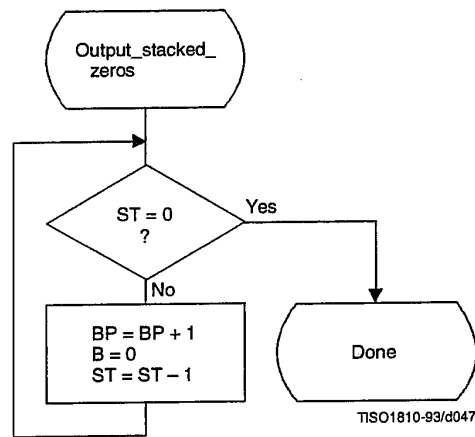 Output_stacked_
zeros
ST = 0
?
Yes
No
BP = BP + 1
B = 0
ST = ST – 1
Done
TISO1810-93/d047